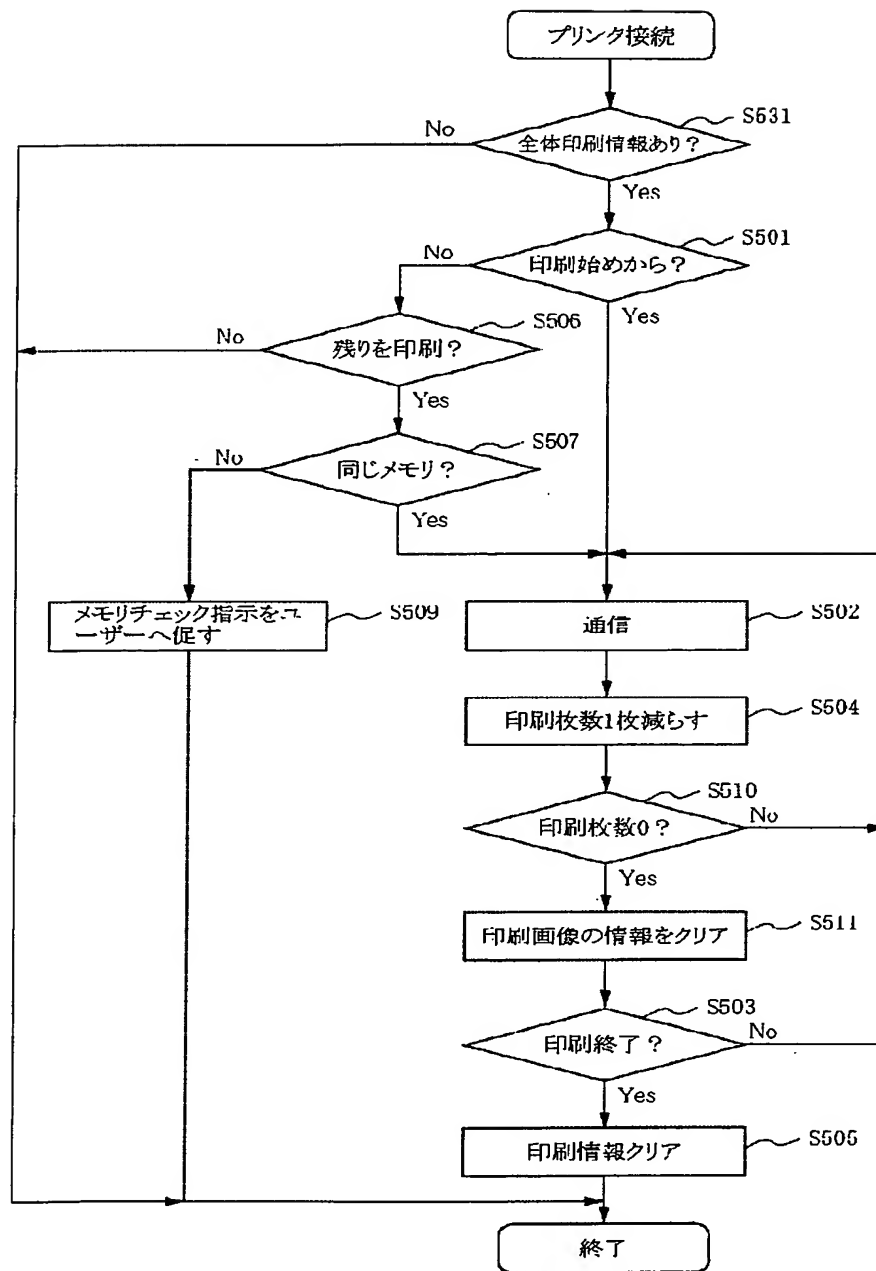 プリンタ接続
S531
No
全体印刷情報あり?
Yes
S501
No
印刷始めから?
Yes
S506
No
残りを印刷?
Yes
S507
No
同じメモリ?
Yes
メモリチェック指示をユ
ーザーへ促す
S509
通信
S502
印刷枚数1枚減らす
S504
S510
印刷枚数0?
No
Yes
印刷画像の情報をクリア
S511
S503
印刷終了?
No
Yes
印刷情報クリア
S505
終了